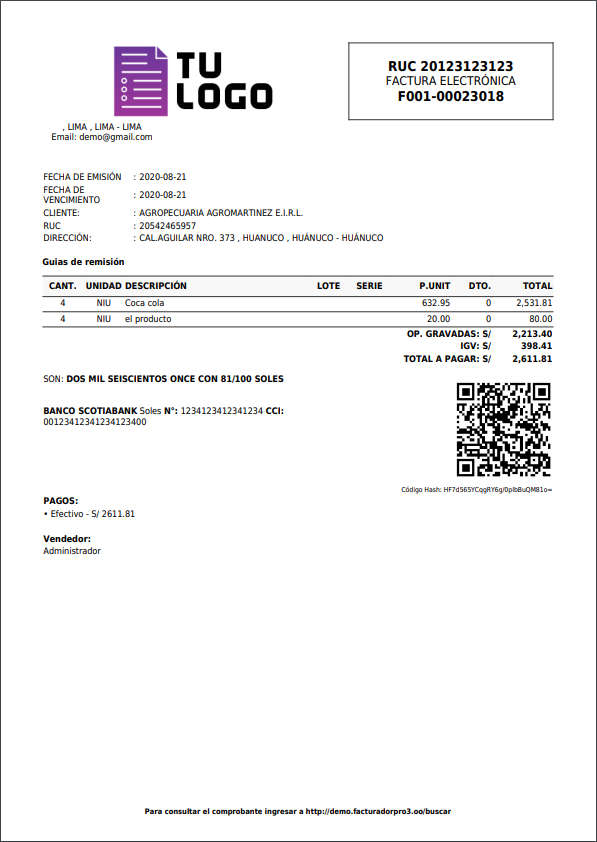 TU
LOGO
RUC 20123123123
FACTURA ELECTRÓNICA
F001-00023018
, LIMA , LIMA - LIMA
Email: demo@gmail.com
FECHA DE EMISIÓN : 2020-08-21
FECHA DE
VENCIMIENTO : 2020-08-21
CLIENTE: : AGROPECUARIA AGROMARTINEZ E.I.R.L.
RUC : 20542465957
DIRECCIÓN: : CAL.AGUILAR NRO. 373 , HUANUCO , HUÁNUCO - HUÁNUCO
Guias de remisión
CANT. UNIDAD DESCRIPCIÓN LOTE SERIE P.UNIT DTO. TOTAL
4 NIU Coca cola 632.95 0 2,531.81
4 NIU el producto 20.00 0 80.00
OP. GRAVADAS: S/ 2,213.40
IGV: S/ 398.41
TOTAL A PAGAR: S/ 2,611.81
SON: DOS MIL SEISCIENTOS ONCE CON 81/100 SOLES
BANCO SCOTIABANK Soles N°: 1234123412341234 CCI:
00123412341234123400
Código Hash: HF7d565YCqgRY6g/0plbBuQM81o=
PAGOS:
• Efectivo - S/ 2611.81
Vendedor:
Administrador
Para consultar el comprobante ingresar a http://demo.facturadorpro3.oo/buscar